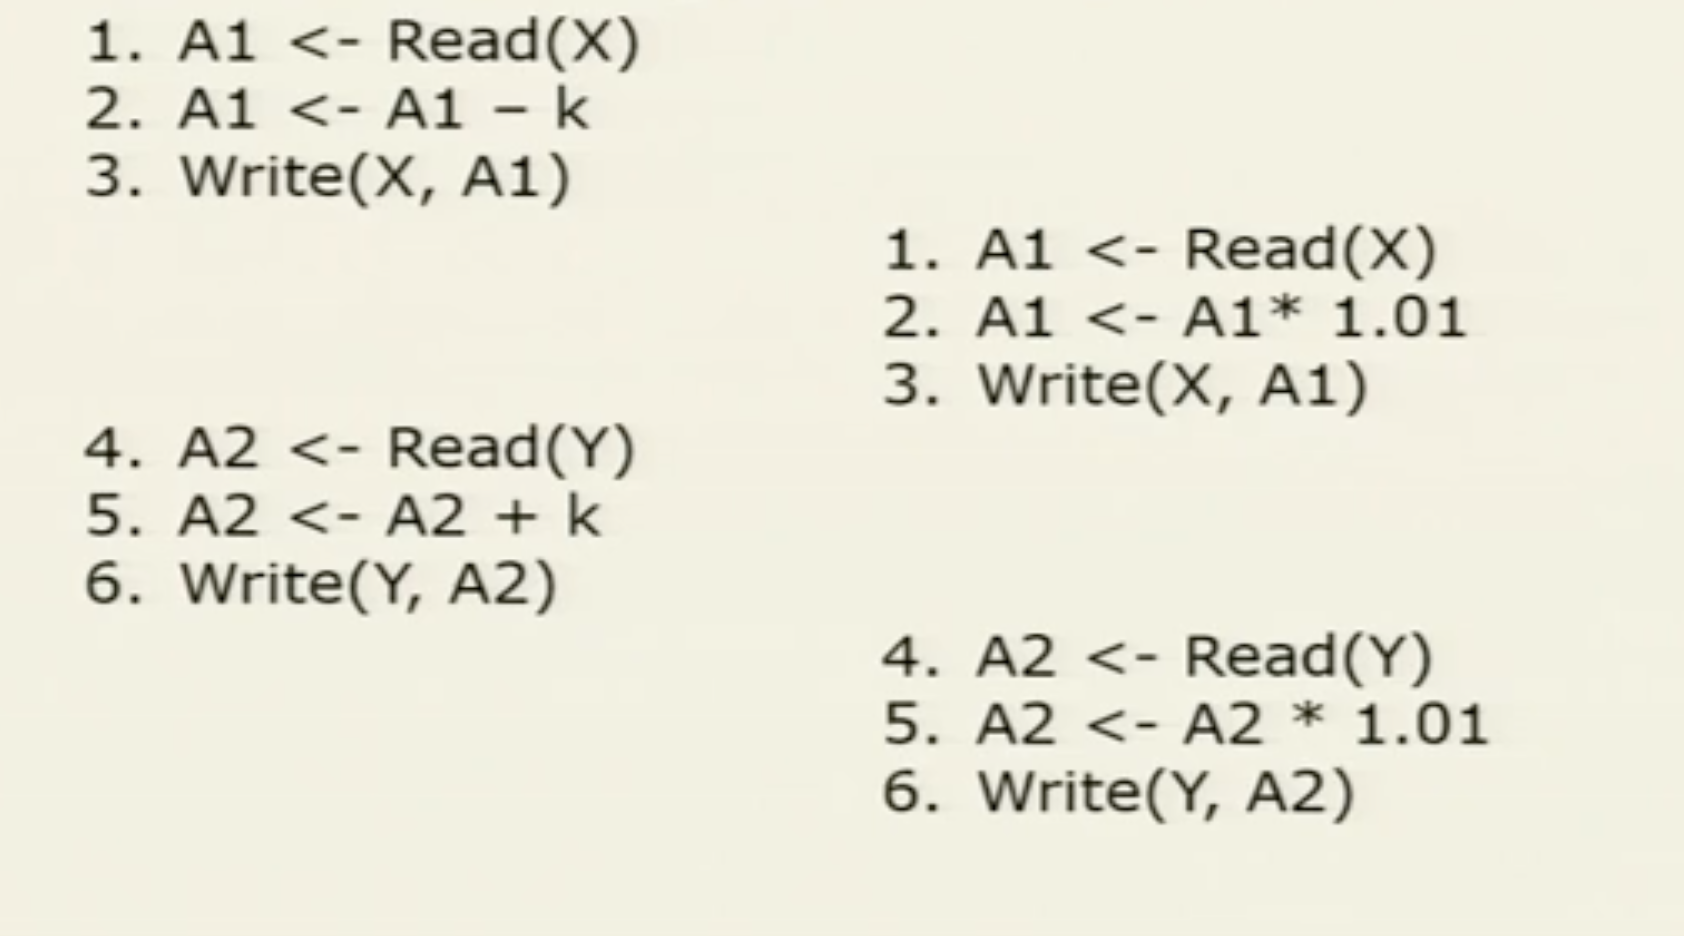 1. A1 <- Read(X)
2. A1 <- A1 – k
3. Write(X, A1)
1. A1 <- Read(X)
2. A1 <- A1* 1.01
3. Write(X, A1)
4. A2 <- Read(Y)
5. A2 <- A2 + k
6. Write(Y, A2)
4. A2 <- Read(Y)
5. A2 <- A2 * 1.01
6. Write(Y, A2)